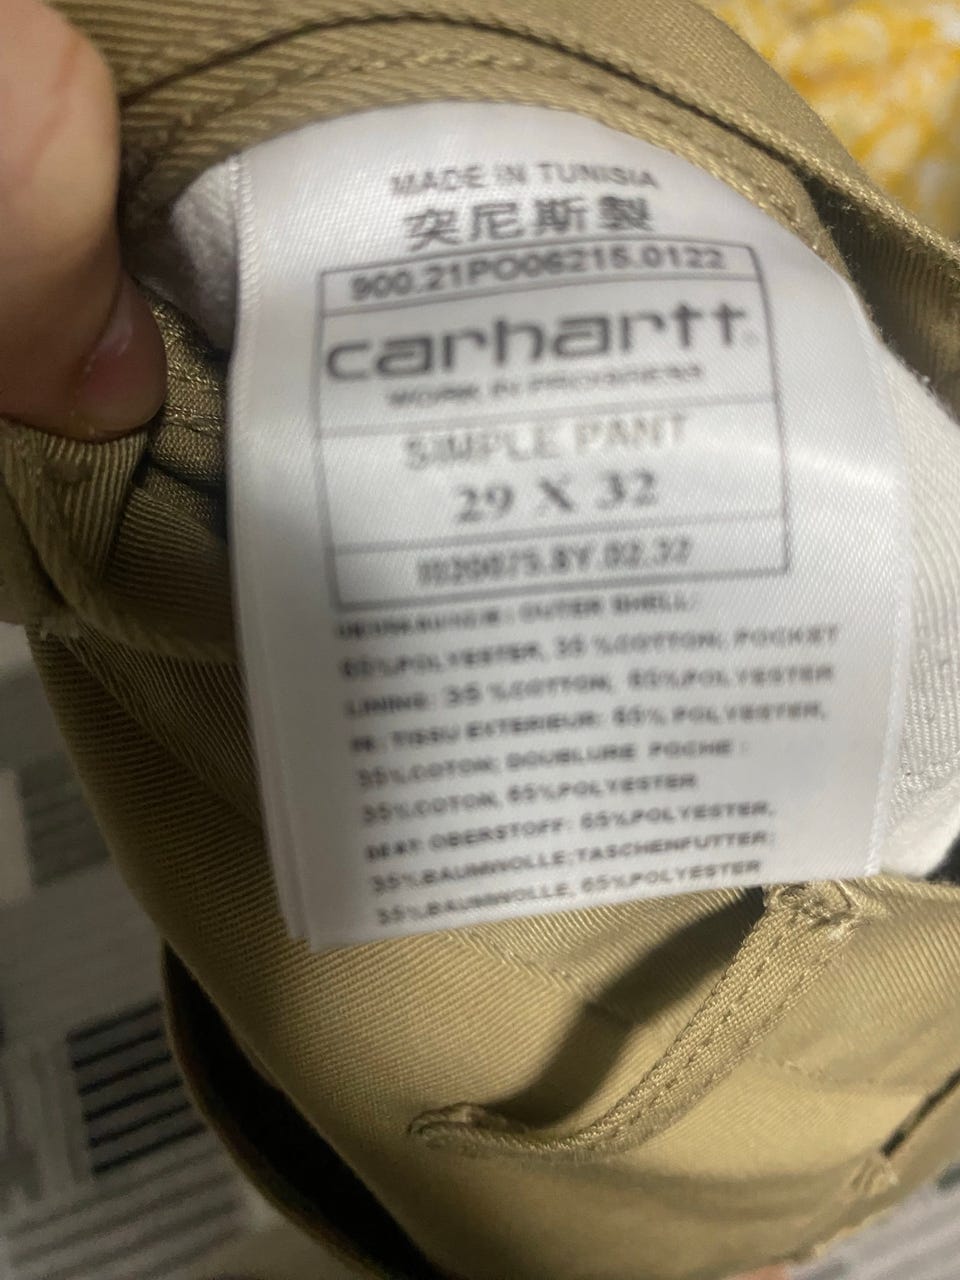 MADE IN TUNISIA
突尼斯製
900.21PO06215.0122
carhartt
WORK IN PROGRESS
SIMPLE PANT
29 X 32
I020075.8Y.02.32
OUTER SHELL:
65%POLYESTER, 35 %COTTON; POCKET
LINING: 35 %COTTON, 65%POLYESTER
FR: TISSU EXTERIEUR: 65% POLYESTER,
35%COTON; DOUBLURE POCHE :
35%COTON, 65%POLYESTER
OBERSTOFF: 65%POLYESTER,
35%BAUMWOLLE;TASCHENFUTTER:
35%BAUMWOLLE, 65%POLYESTER